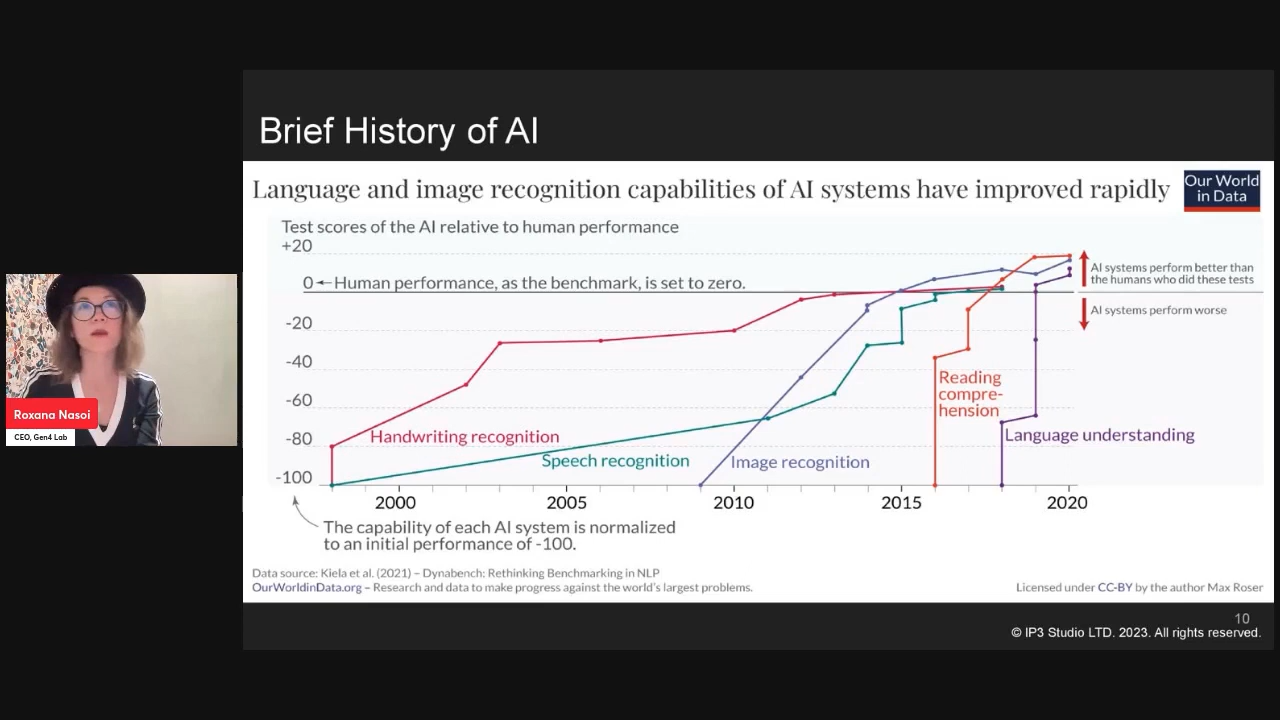 Brief History of AI
Language and image recognition capabilities of AI systems have improved rapidly
Our World
in Data
Test scores of the AI relative to human performance
+20
0
Human performance, as the benchmark, is set to zero.
AI systems perform better than
the humans who did these tests
AI systems perform worse
-20
-40
-60
-80
-100
Reading
compre-
hension
Handwriting recognition
Speech recognition
Image recognition
Language understanding
2000
2005
2010
2015
2020
The capability of each AI system is normalized
to an initial performance of -100.
Data source: Kiela et al. (2021) – Dynabench: Rethinking Benchmarking in NLP
OurWorldinData.org – Research and data to make progress against the world's largest problems.
Licensed under CC-BY by the author Max Roser
10
© IP3 Studio LTD. 2023. All rights reserved.
Roxana Nasoi
CEO, Gen4 Lab